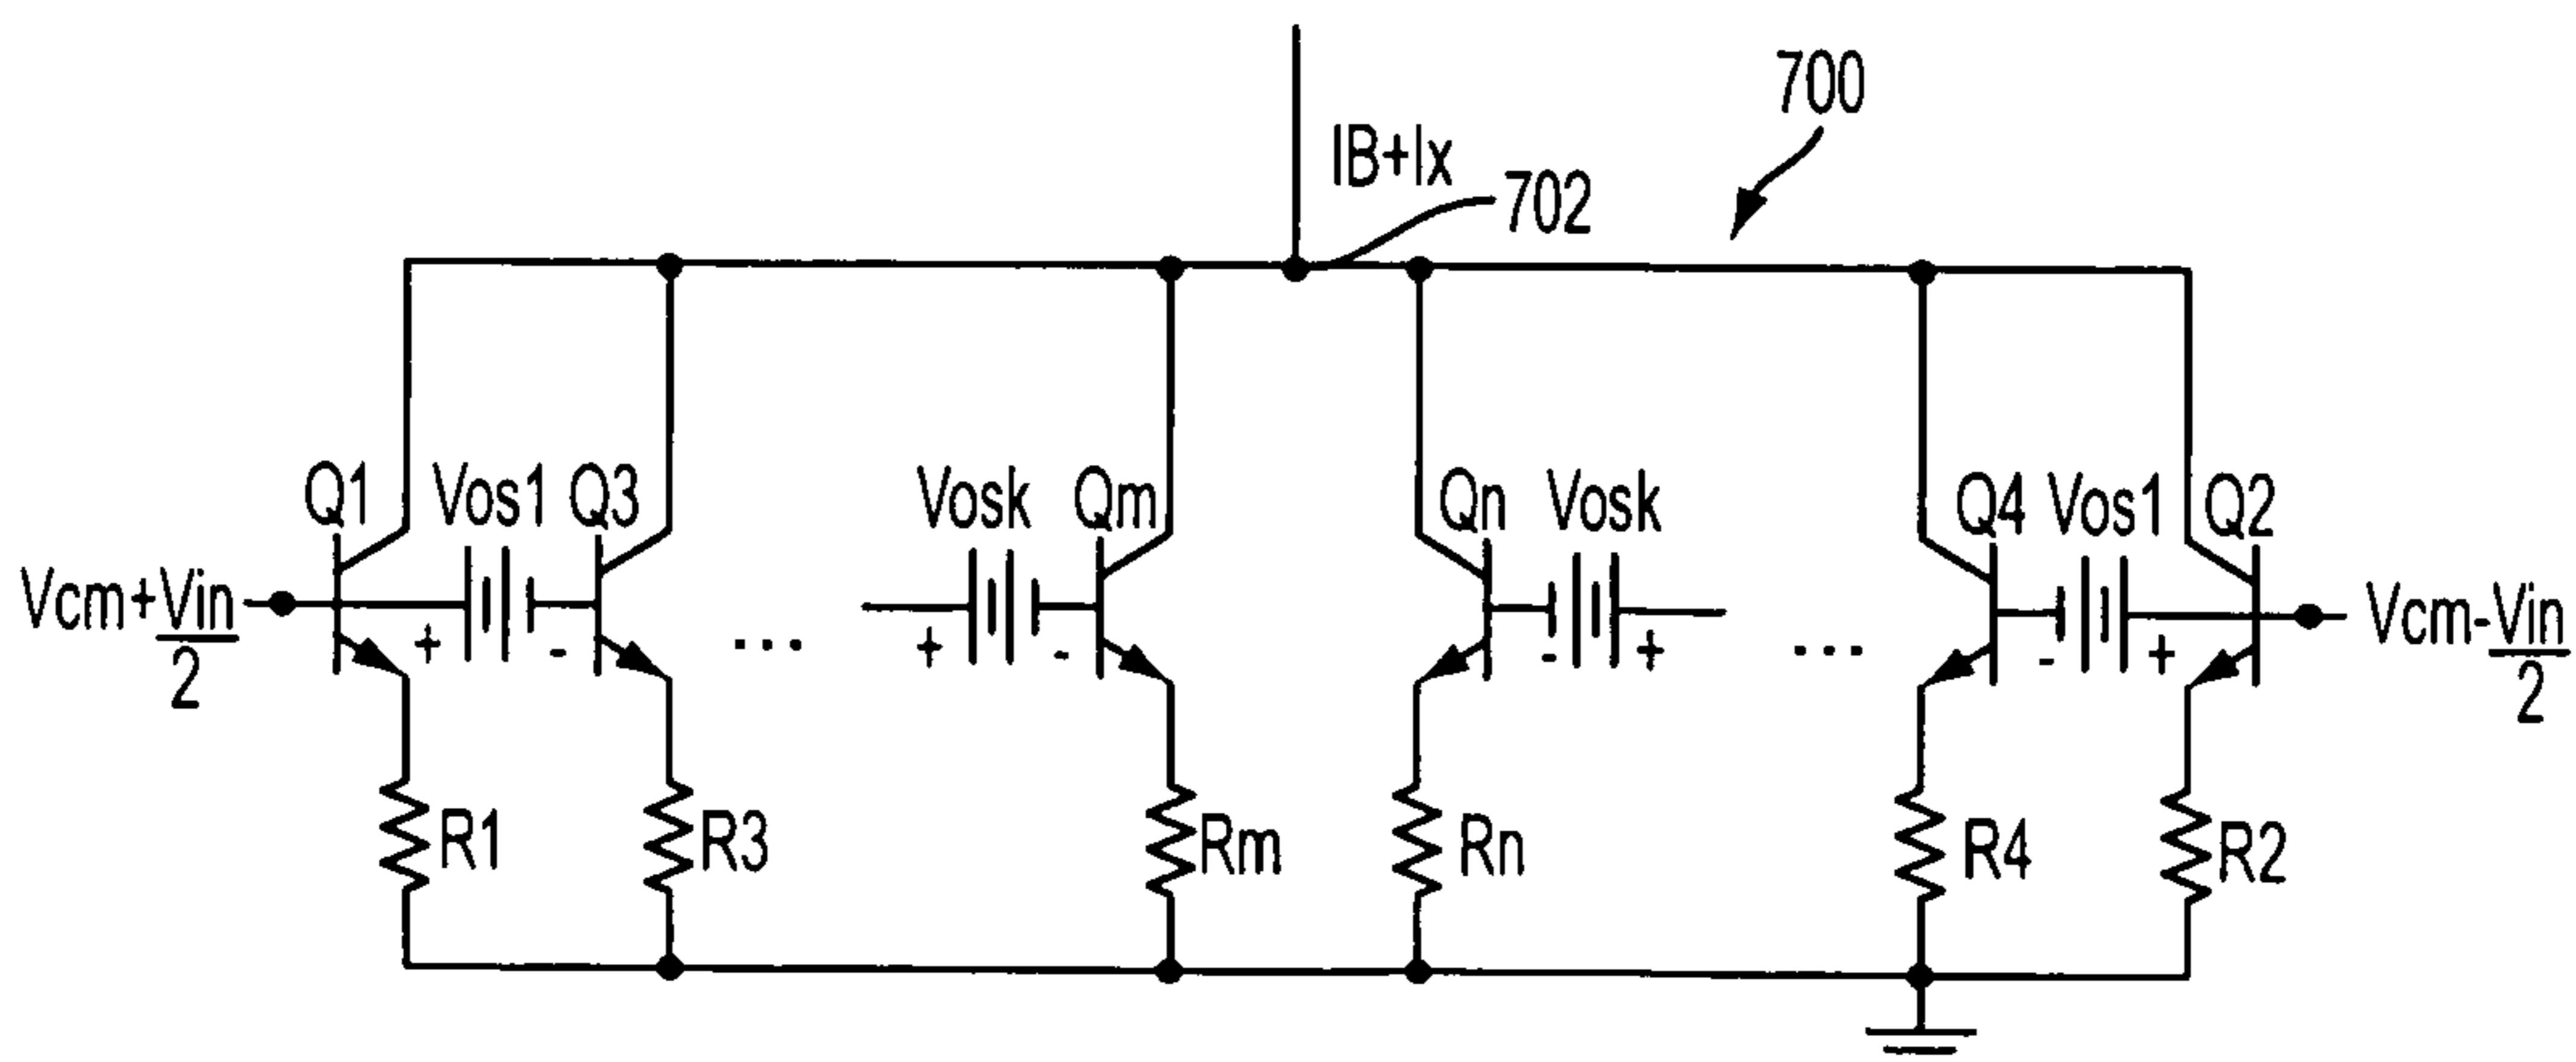 700
IB+Ix
702
Q1 Vos1 Q3 Vosk Qm Qn Vosk Q4 Vos1 Q2
Vcm+Vin/2 Vcm-Vin/2
+ - ... + - - + ... - +
R1 R3 Rm Rn R4 R2